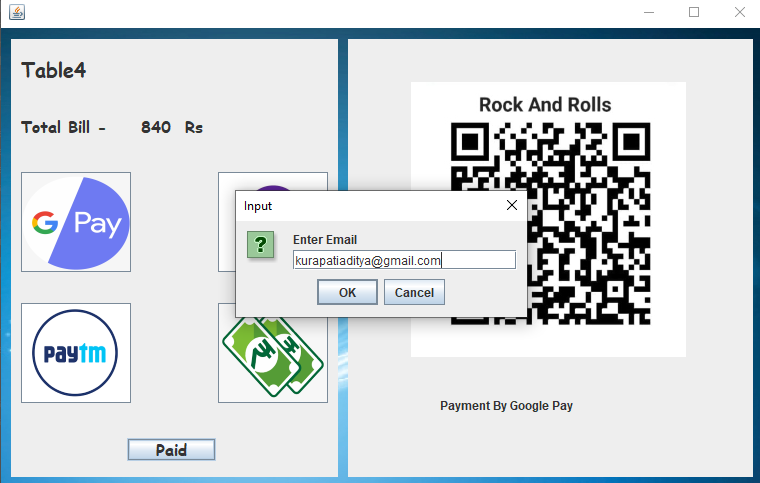 Table4
Total Bill - 840 Rs
G Pay
paytm
Paid
Rock And Rolls
Payment By Google Pay
Input
Enter Email
kurapatiaditya@gmail.com
OK
Cancel